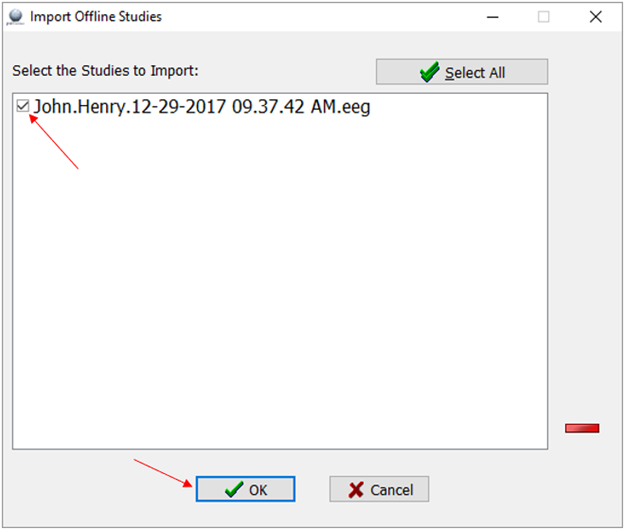 Import Offline Studies
Select the Studies to Import:
Select All
John.Henry.12-29-2017 09.37.42 AM.eeg
OK
Cancel